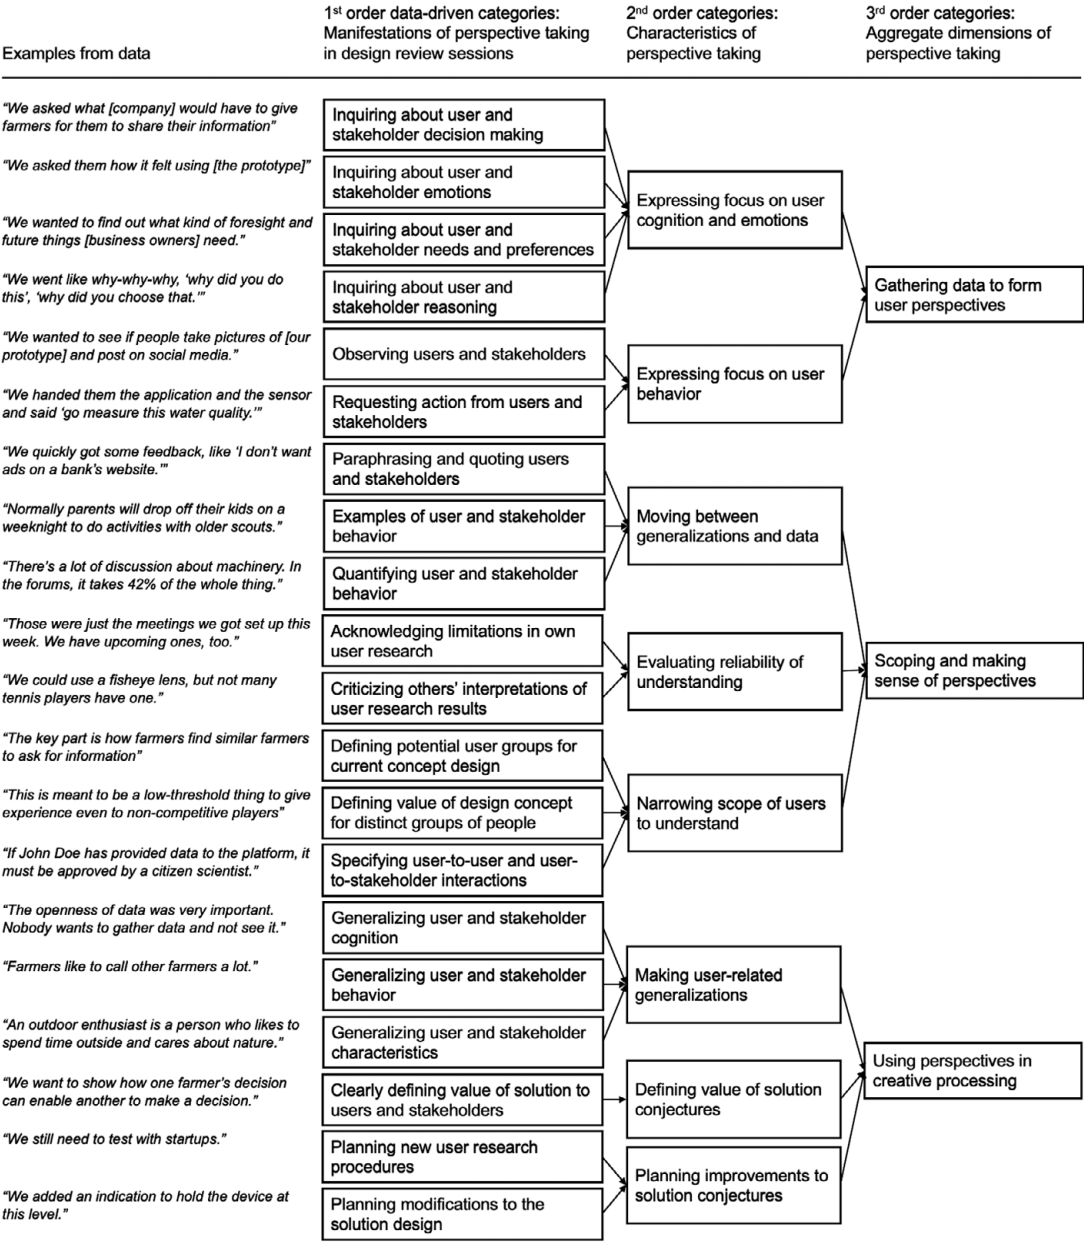 Examples from data
1st order data-driven categories:
Manifestations of perspective taking
in design review sessions
2nd order categories:
Characteristics of
perspective taking
3rd order categories:
Aggregate dimensions of
perspective taking
“We asked what [company] would have to give
farmers for them to share their information”
“We asked them how it felt using [the prototype]”
“We wanted to find out what kind of foresight and
future things [business owners] need.”
“We went like why-why-why, ‘why did you do
this’, ‘why did you choose that.’”
“We wanted to see if people take pictures of [our
prototype] and post on social media.”
“We handed them the application and the sensor
and said ‘go measure this water quality.’”
“We quickly got some feedback, like ‘I don’t want
ads on a bank’s website.’”
“Normally parents will drop off their kids on a
weeknight to do activities with older scouts.”
“There’s a lot of discussion about machinery. In
the forums, it takes 42% of the whole thing.”
“Those were just the meetings we got set up this
week. We have upcoming ones, too.”
“We could use a fisheye lens, but not many
tennis players have one.”
“The key part is how farmers find similar farmers
to ask for information”
“This is meant to be a low-threshold thing to give
experience even to non-competitive players”
“If John Doe has provided data to the platform, it
must be approved by a citizen scientist.”
“The openness of data was very important.
Nobody wants to gather data and not see it.”
“Farmers like to call other farmers a lot.”
“An outdoor enthusiast is a person who likes to
spend time outside and cares about nature.”
“We want to show how one farmer’s decision
can enable another to make a decision.”
“We still need to test with startups.”
“We added an indication to hold the device at
this level.”
Inquiring about user and
stakeholder decision making
Inquiring about user and
stakeholder emotions
Inquiring about user and
stakeholder needs and preferences
Inquiring about user and
stakeholder reasoning
Observing users and stakeholders
Requesting action from users and
stakeholders
Paraphrasing and quoting users
and stakeholders
Examples of user and stakeholder
behavior
Quantifying user and stakeholder
behavior
Acknowledging limitations in own
user research
Criticizing others’ interpretations of
user research results
Defining potential user groups for
current concept design
Defining value of design concept
for distinct groups of people
Specifying user-to-user and user-
to-stakeholder interactions
Generalizing user and stakeholder
cognition
Generalizing user and stakeholder
behavior
Generalizing user and stakeholder
characteristics
Clearly defining value of solution to
users and stakeholders
Planning new user research
procedures
Planning modifications to the
solution design
Expressing focus on user
cognition and emotions
Expressing focus on user
behavior
Moving between
generalizations and data
Evaluating reliability of
understanding
Narrowing scope of users
to understand
Making user-related
generalizations
Defining value of solution
conjectures
Planning improvements to
solution conjectures
Gathering data to form
user perspectives
Scoping and making
sense of perspectives
Using perspectives in
creative processing